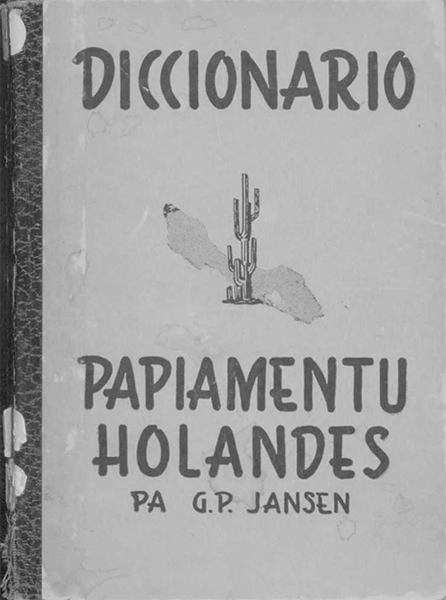 DICCIONARIO
PAPIAMENTU
HOLANDES
PA G.P. JANSEN